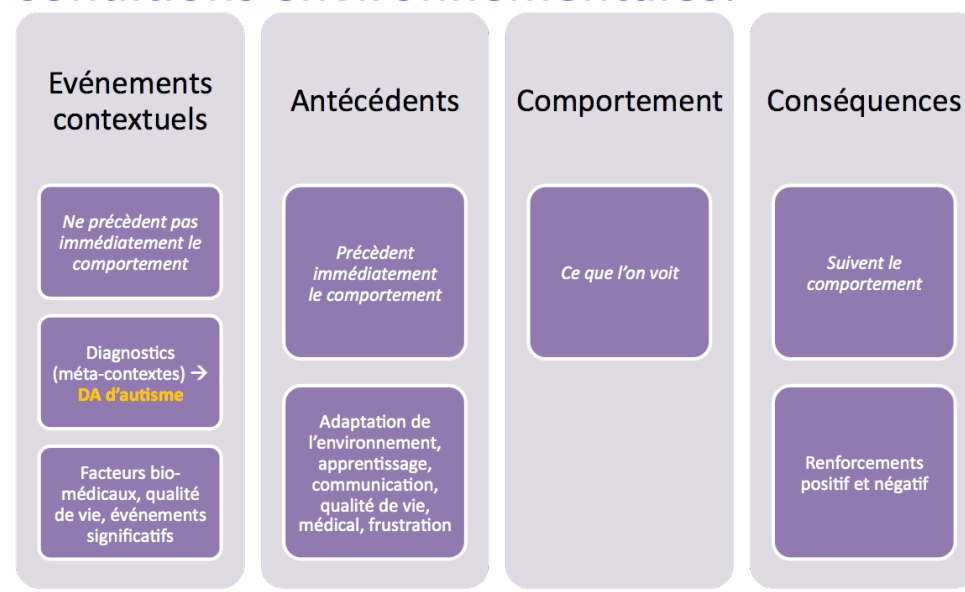 Evénements
contextuels
Ne précèdent pas
immédiatement le
comportement
Diagnostics
(méta-contextes) →
DA d'autisme
Facteurs bio-
médicaux, qualité
de vie, événements
significatifs
Antécédents
Précèdent
immédiatement
le comportement
Adaptation de
l'environnement,
apprentissage,
communication,
qualité de vie,
médical, frustration
Comportement
Ce que l'on voit
Conséquences
Suivent le
comportement
Renforcements
positif et négatif